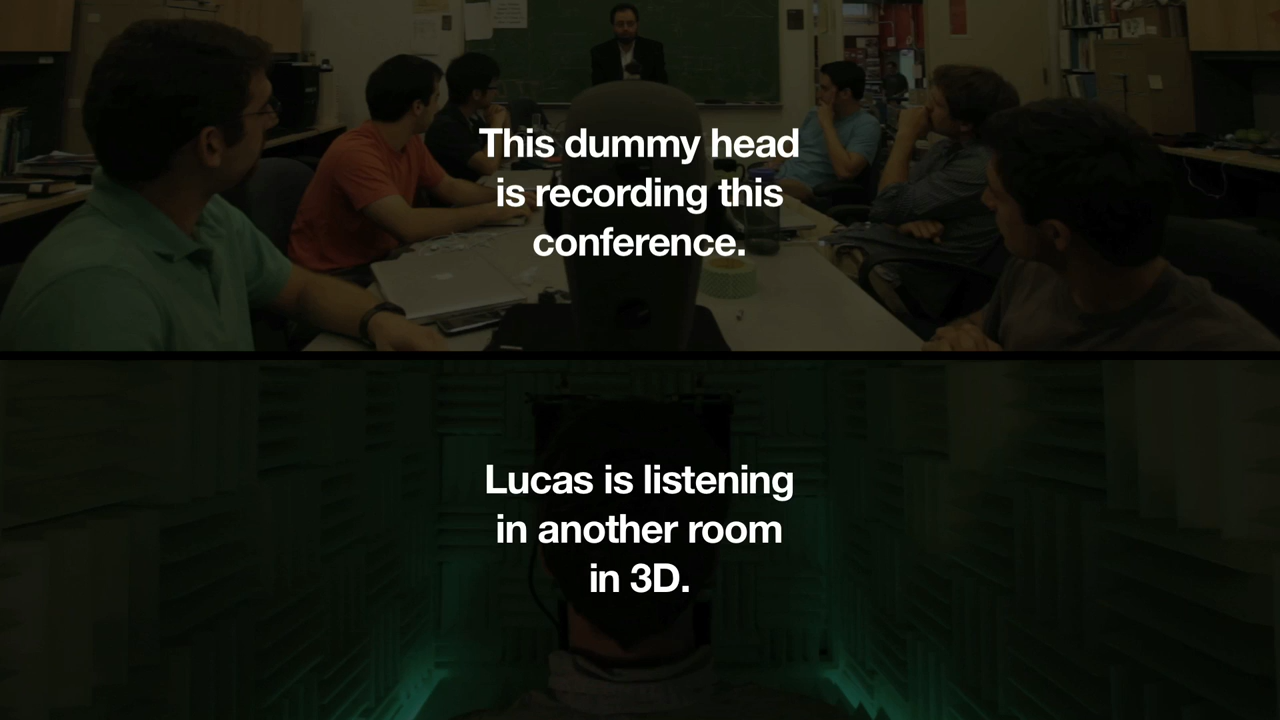 This dummy head
is recording this
conference.
Lucas is listening
in another room
in 3D.